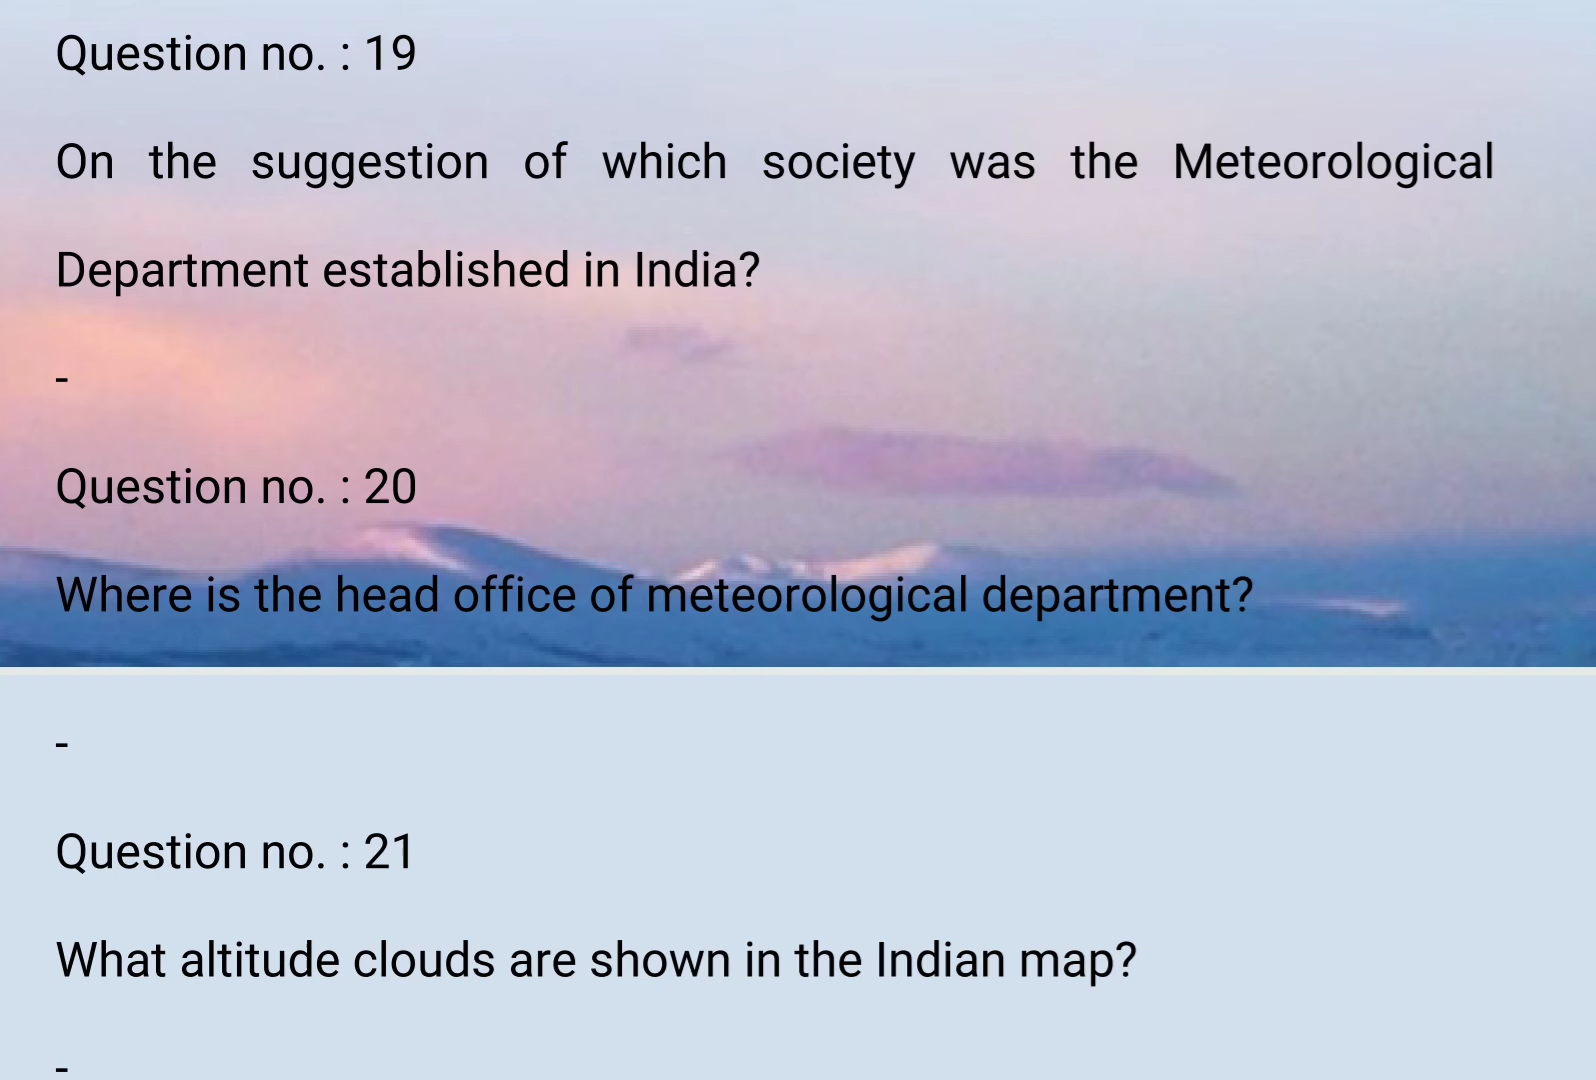 Question no. : 19
On the suggestion of which society was the Meteorological
Department established in India?
-
Question no. : 20
Where is the head office of meteorological department?
-
Question no. : 21
What altitude clouds are shown in the Indian map?
-